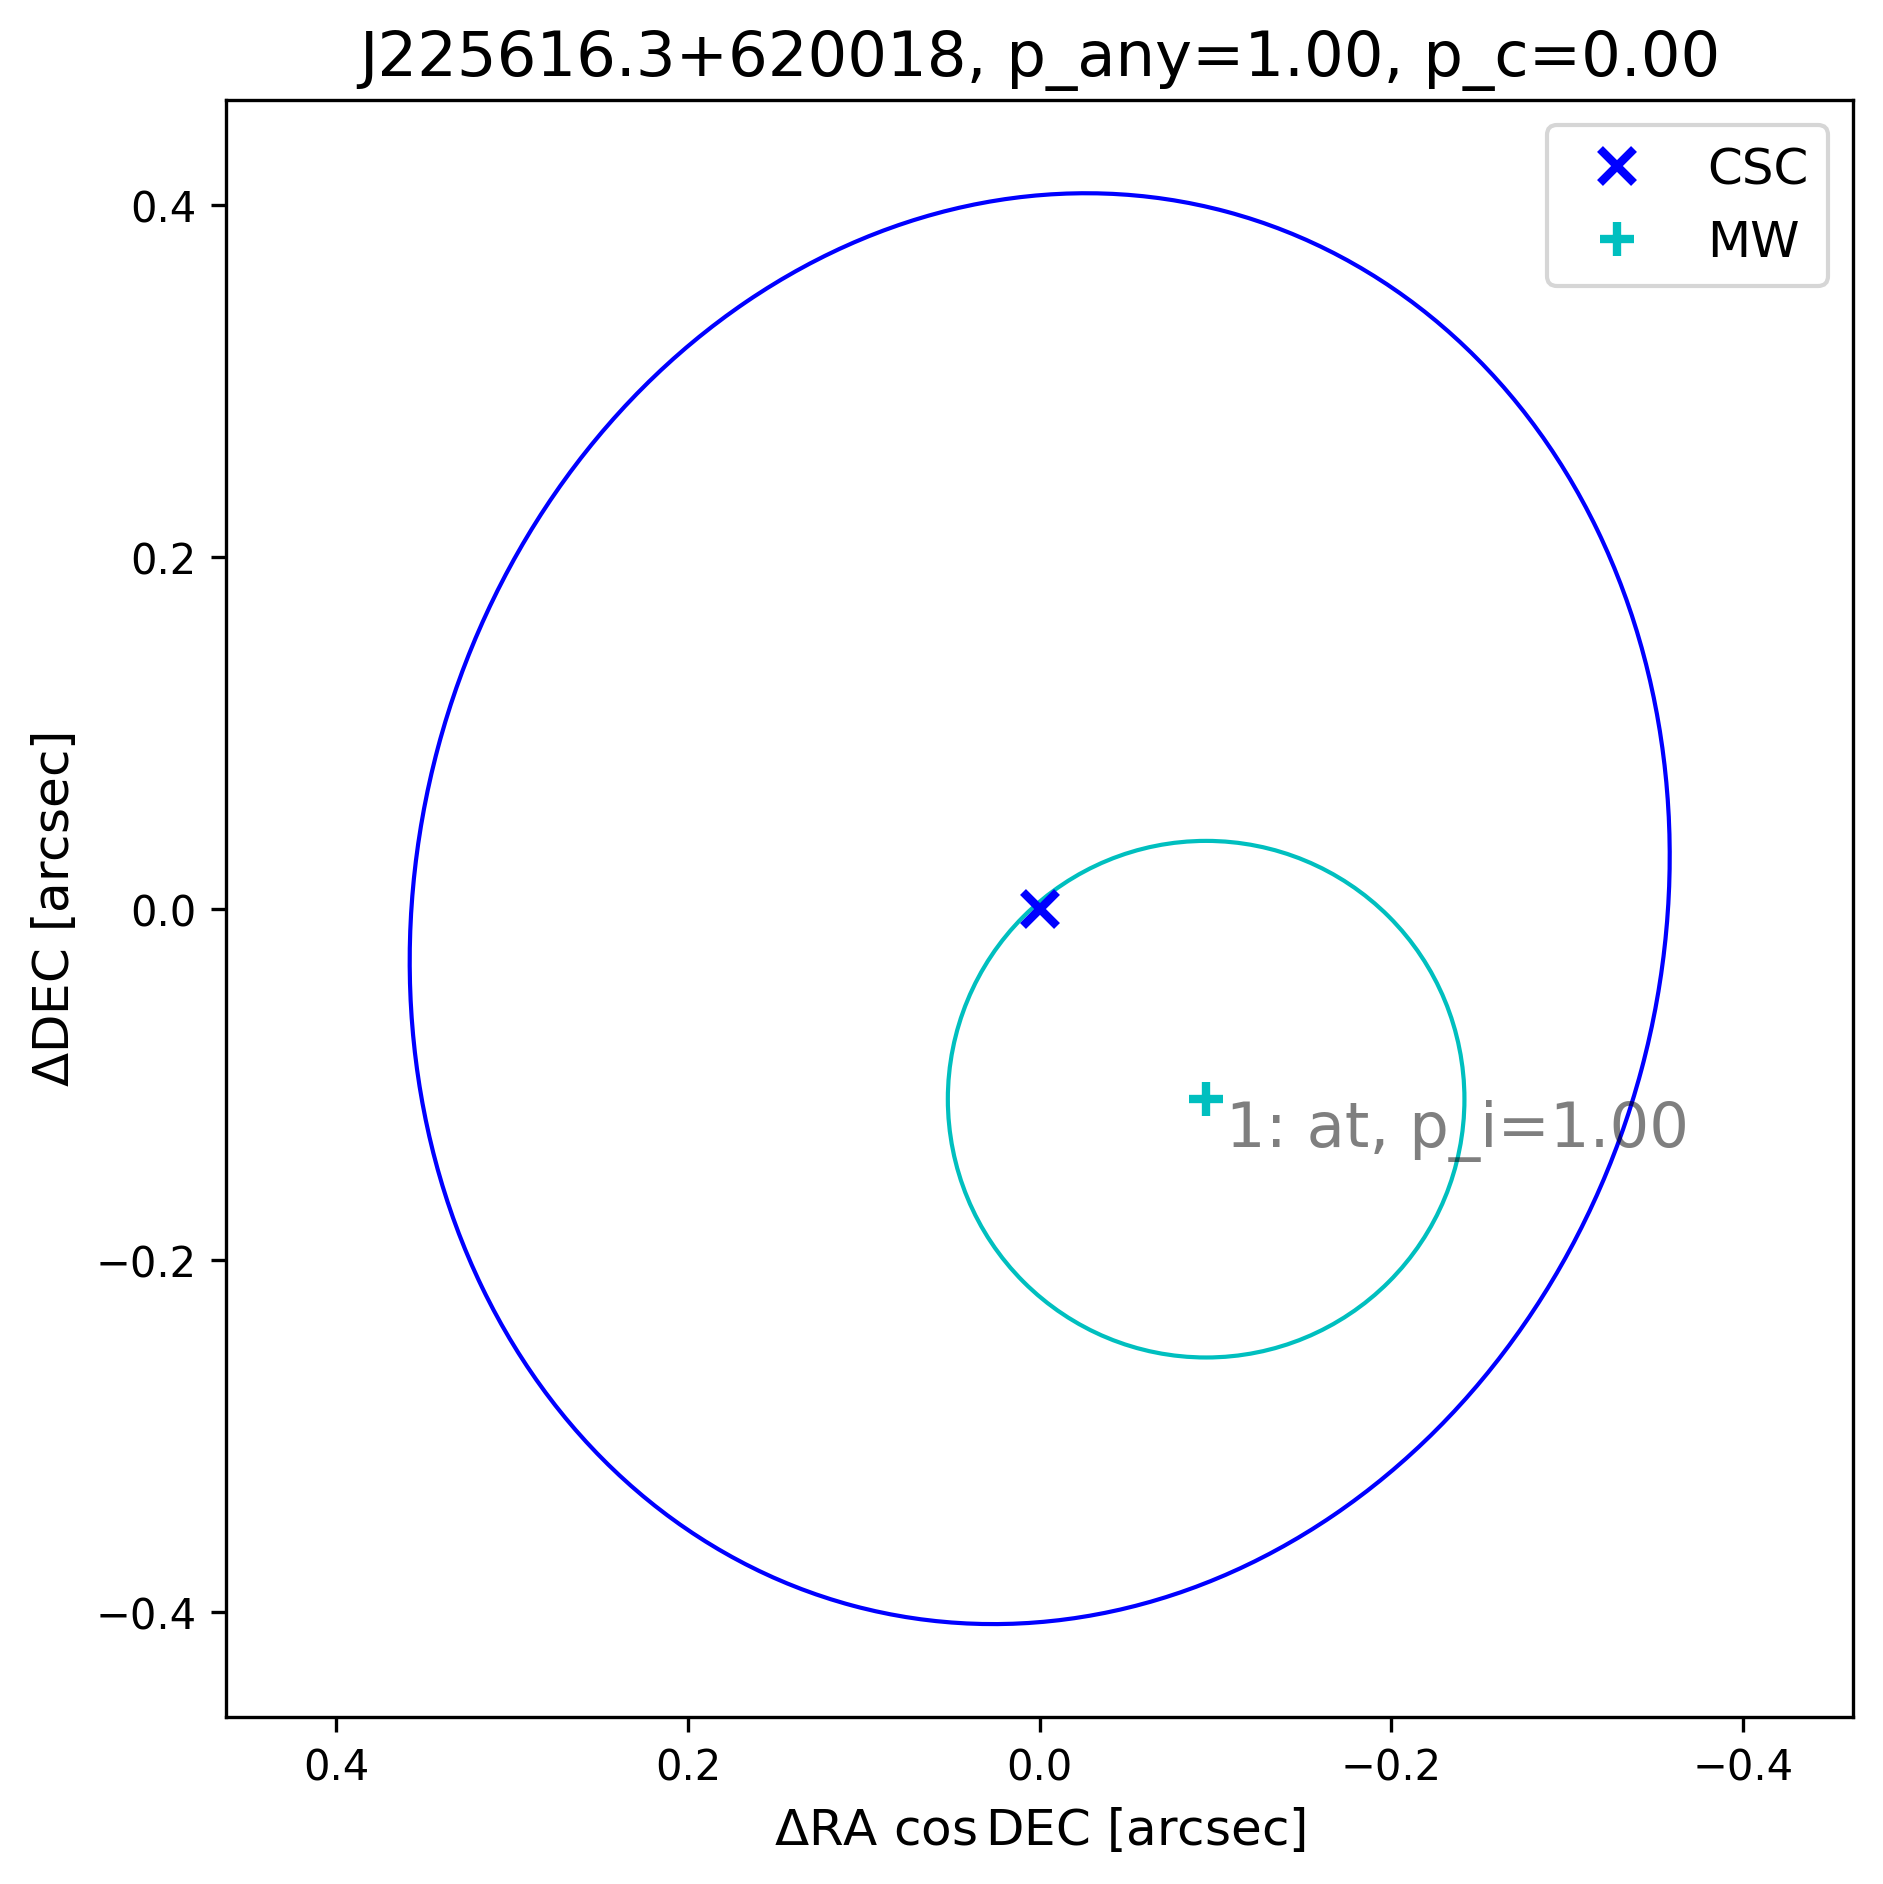 J225616.3+620018, p_any=1.00, p_c=0.00
CSC
MW
0.4
0.2
0.0
−0.2
−0.4
ΔDEC [arcsec]
1: at, p_i=1.00
0.4
0.2
0.0
−0.2
−0.4
ΔRA cos DEC [arcsec]